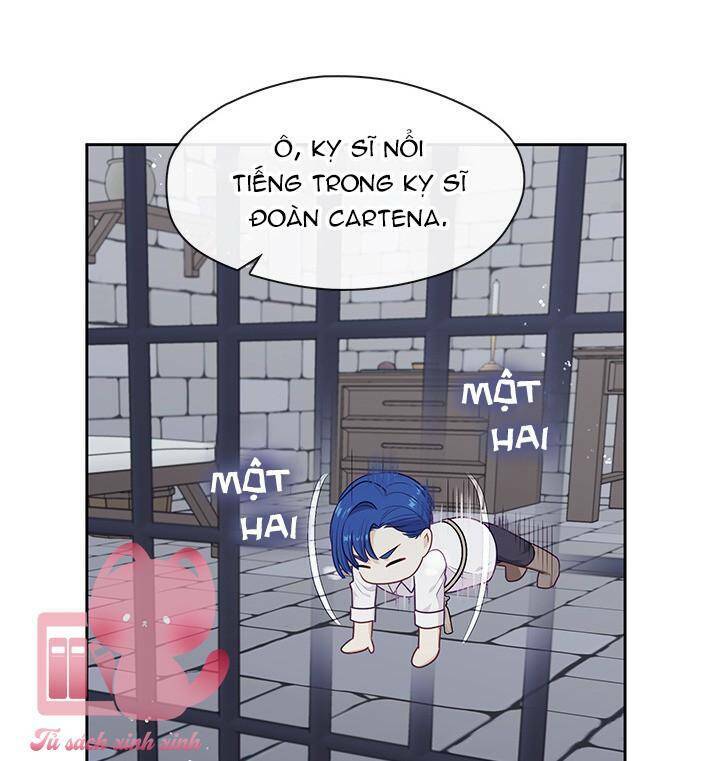 Ô, KỴ SĨ NỔI
TIẾNG TRONG KỴ SĨ
ĐOÀN CARTENA.
MỘT
HAI
MỘT
HAI
Tủ sách xinh xinh